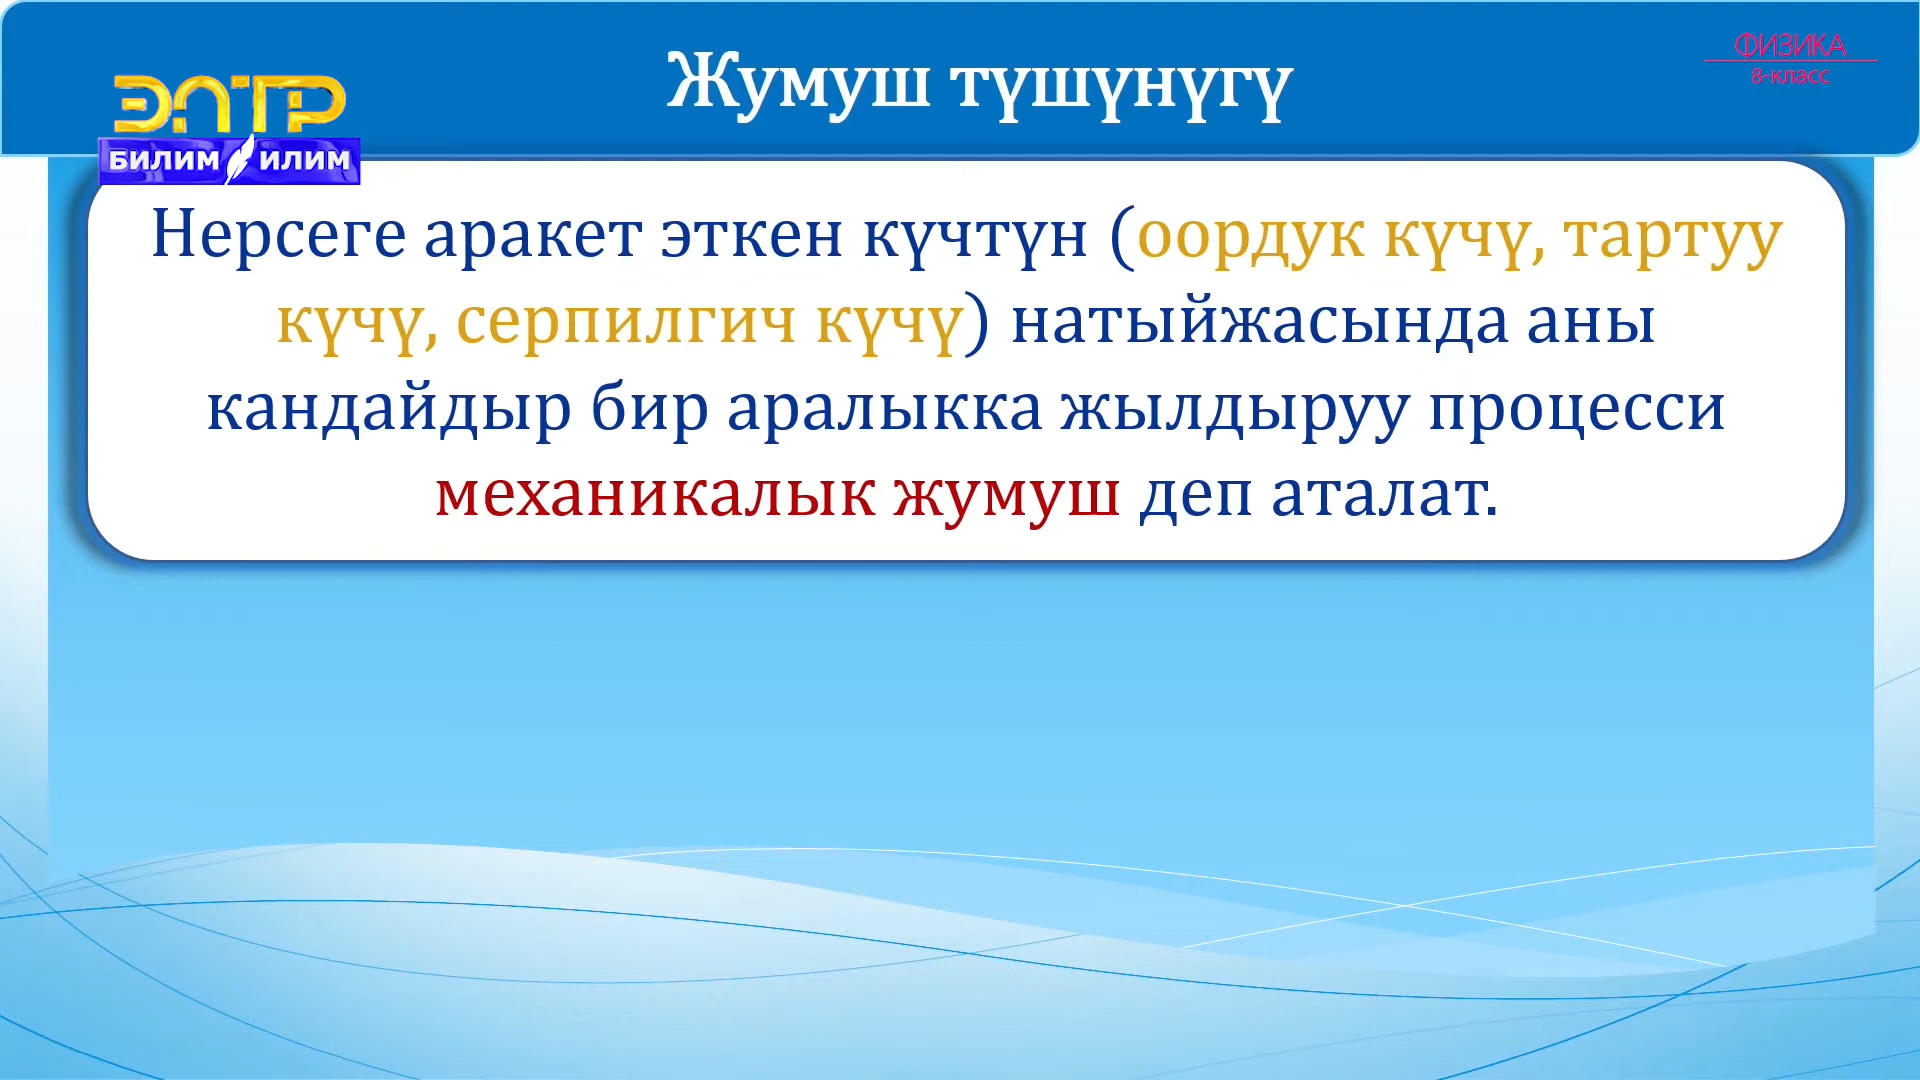 Жумуш түшүнүгү
ФИЗИКА
8-класс
ЭЛТР
БИЛИМ ИЛИМ
Нерсеге аракет эткен күчтүн (оордук күчү, тартуу
күчү, серпилгич күчү) натыйжасында аны
кандайдыр бир аралыкка жылдыруу процесси
механикалык жумуш деп аталат.